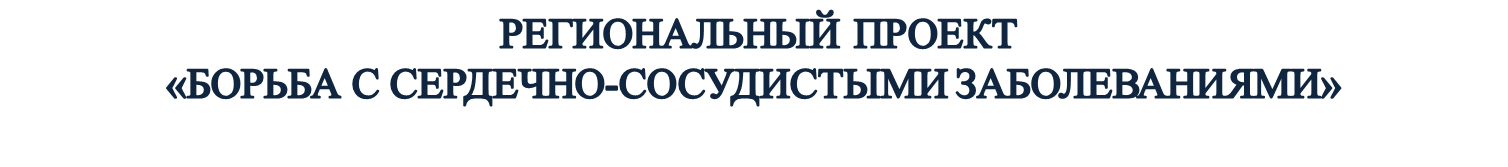 РЕГИОНАЛЬНЫЙ ПРОЕКТ
«БОРЬБА С СЕРДЕЧНО-СОСУДИСТЫМИ ЗАБОЛЕВАНИЯМИ»